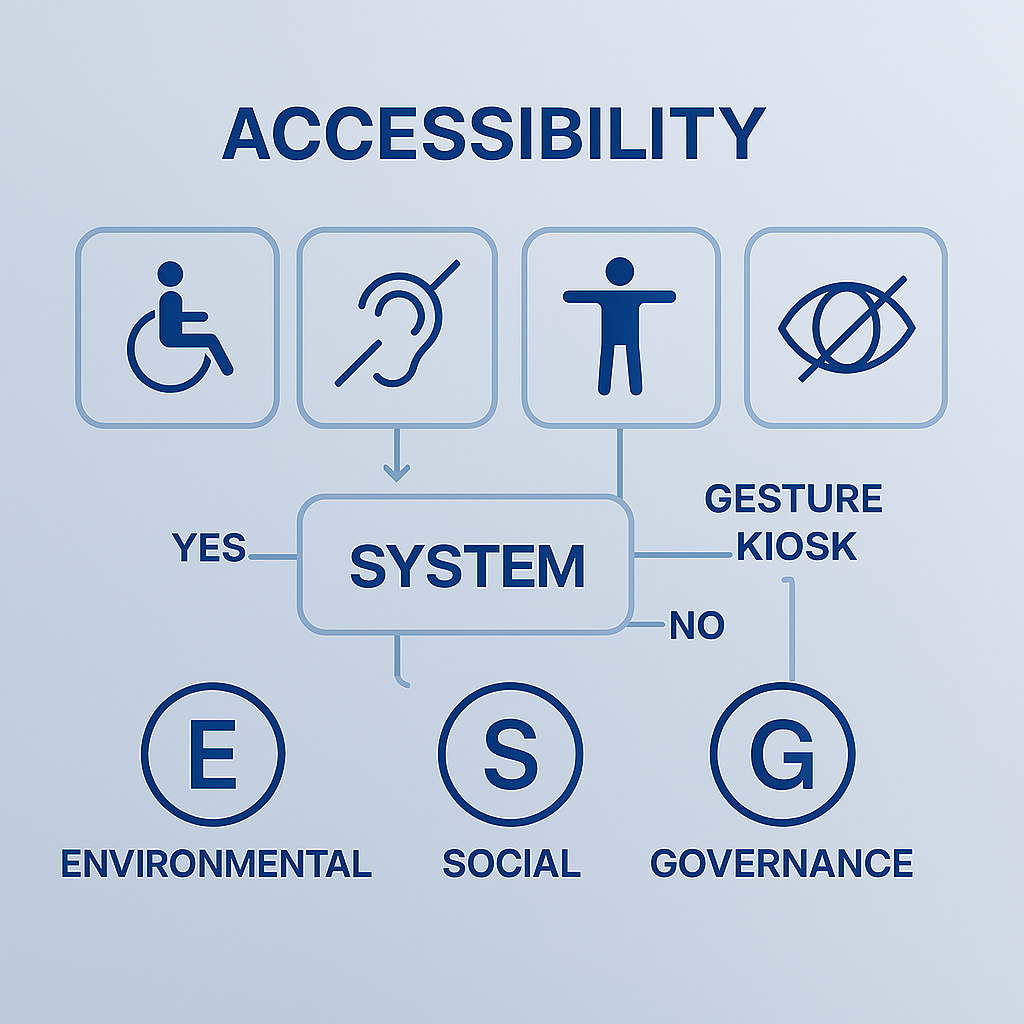 ACCESSIBILITY
GESTURE
KIOSK
YES
SYSTEM
NO
E
S
G
ENVIRONMENTAL
SOCIAL
GOVERNANCE